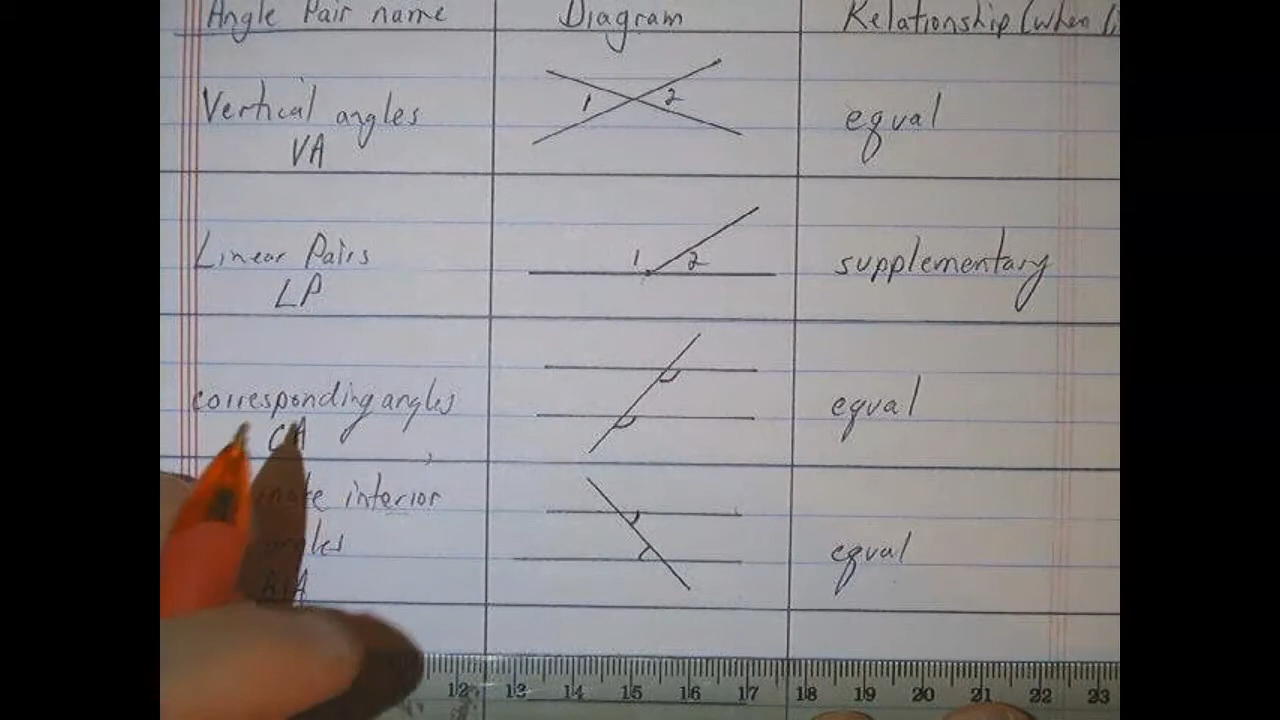 Angle Pair name Diagram Relationship (when
Vertical angles 1 2 equal
VA
Linear Pairs 1 2 supplementary
LP
corresponding angles equal
CA
interior
equal
AIA
12 13 14 15 16 17 18 19 20 21 22 23